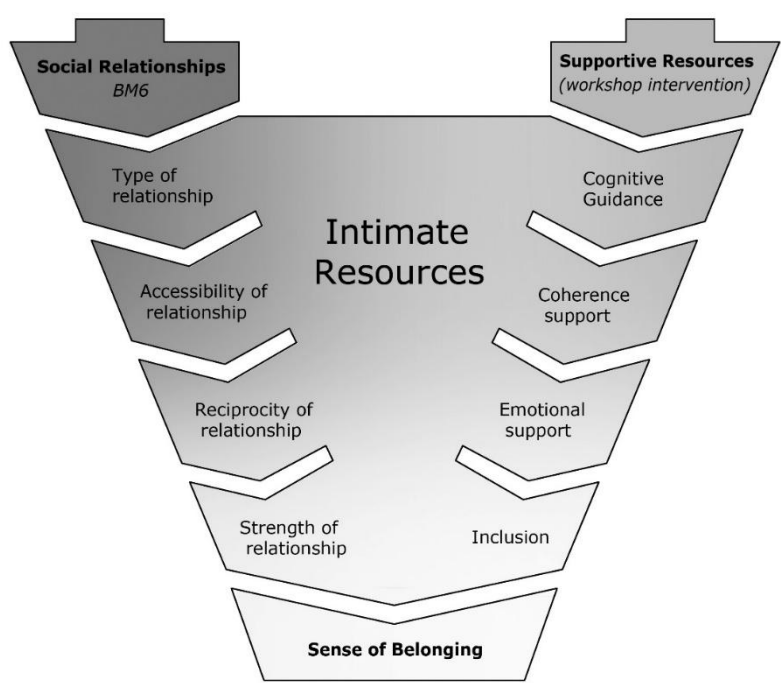 Social Relationships
BM6
Supportive Resources
(workshop intervention)
Type of
relationship
Cognitive
Guidance
Intimate
Resources
Accessibility of
relationship
Coherence
support
Reciprocity of
relationship
Emotional
support
Strength of
relationship
Inclusion
Sense of Belonging